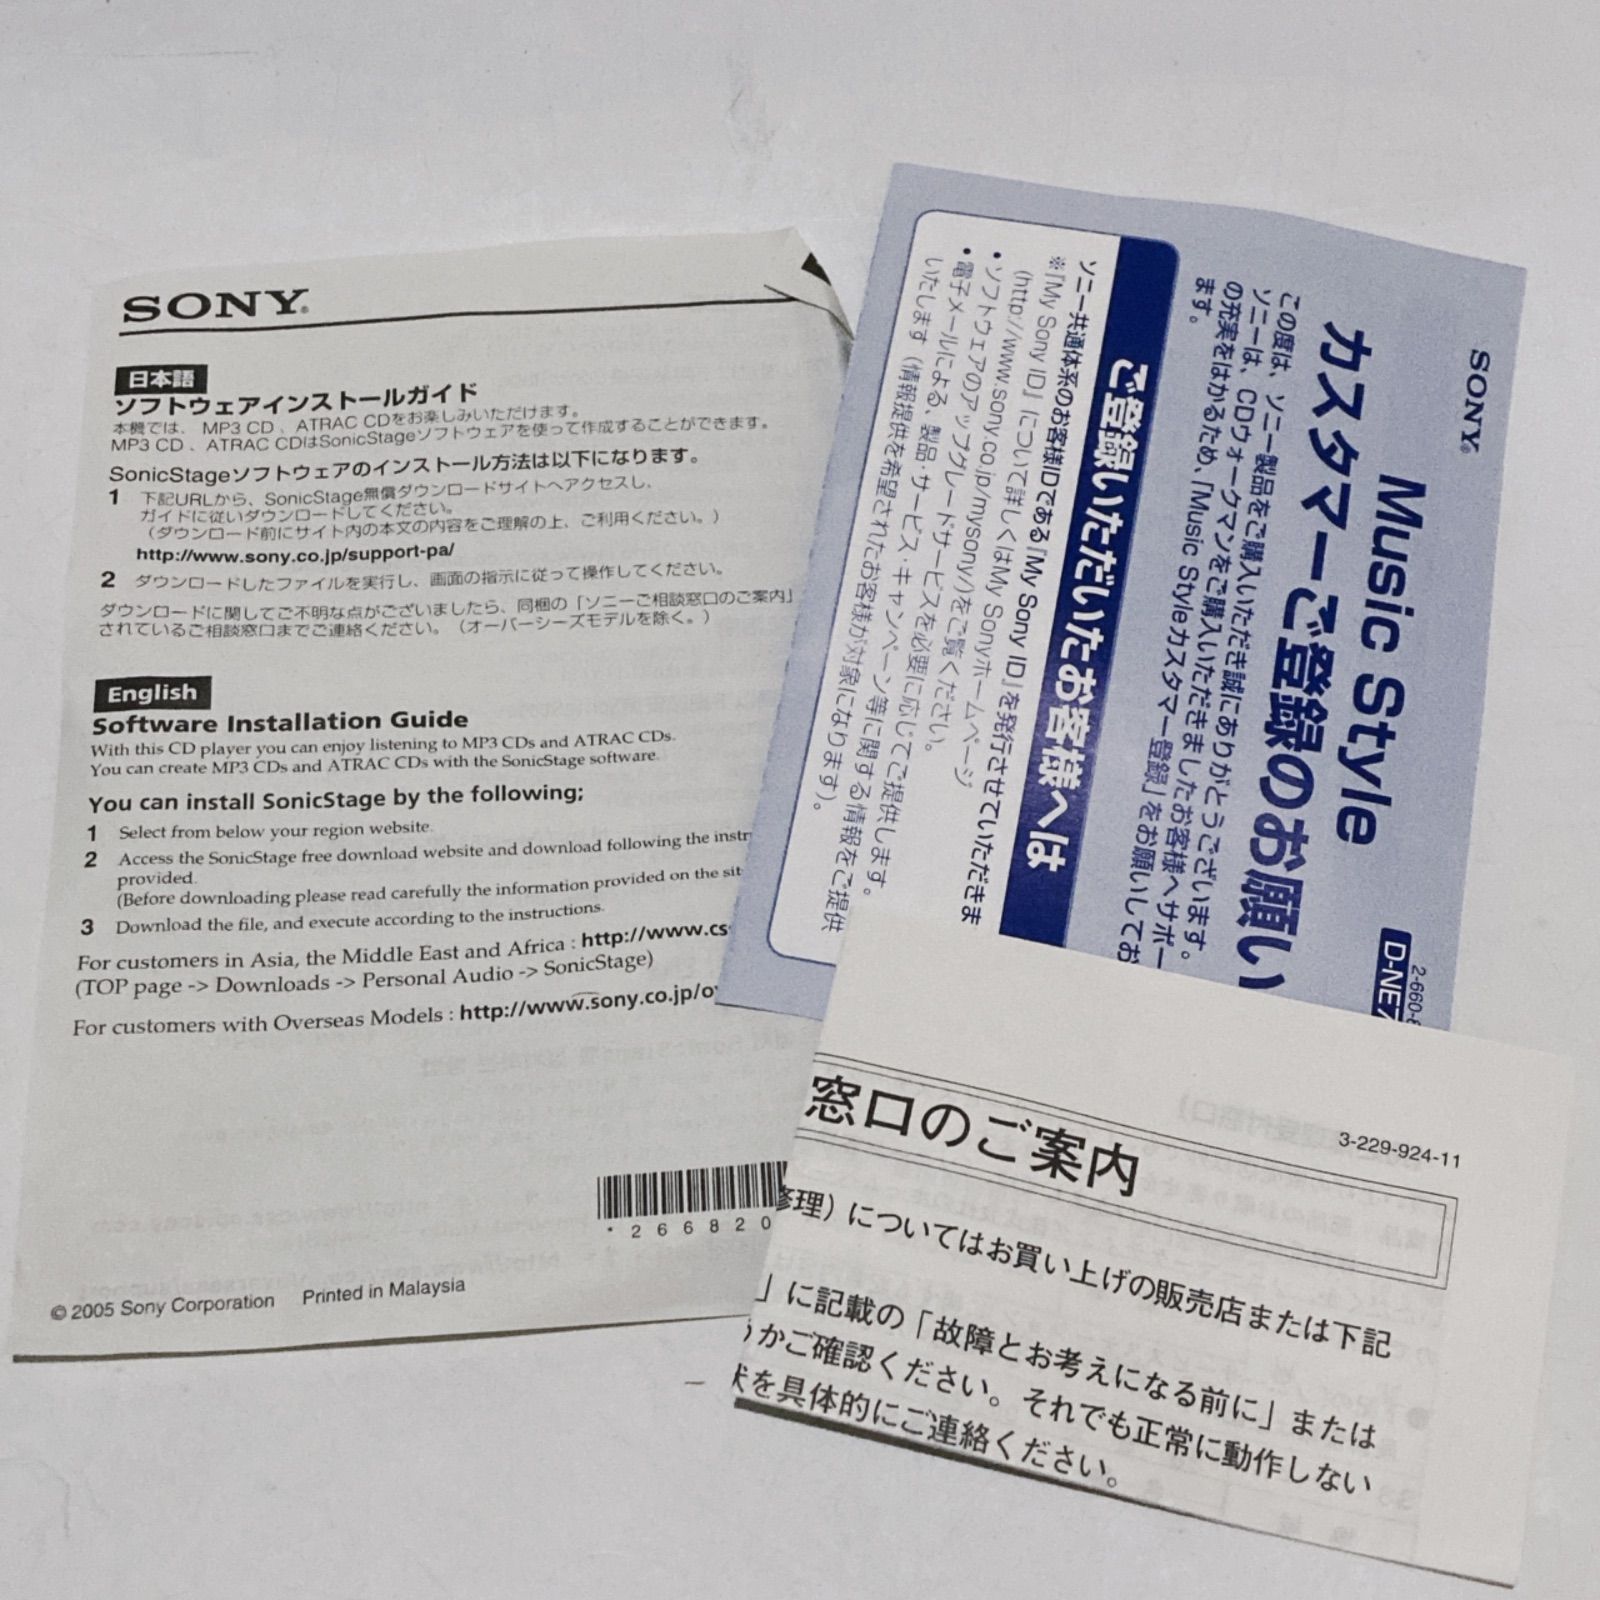 SONY®
日本語
ソフトウェアインストールガイド
本機では、 MP3 CD 、ATRAC CDをお楽しみいただけます。
MP3 CD 、ATRAC CDはSonicStageソフトウェアを使って作成することができます。
SonicStageソフトウェアのインストール方法は以下になります。
1 下記URLから、SonicStage無償ダウンロードサイトへアクセスし、
ガイドに従いダウンロードしてください。
（ダウンロード前にサイト内の本文の内容をご理解の上、ご利用ください。）
http://www.sony.co.jp/support-pa/
2 ダウンロードしたファイルを実行し、画面の指示に従って操作してください。
ダウンロードに関してご不明な点がございましたら、同梱の「ソニーご相談窓口のご案内」
されているご相談窓口までご連絡ください。（オーバーシーズモデルを除く。）
English
Software Installation Guide
With this CD player you can enjoy listening to MP3 CDs and ATRAC CDs.
You can create MP3 CDs and ATRAC CDs with the SonicStage software.
You can install SonicStage by the following;
1 Select from below your region website.
2 Access the SonicStage free download website and download following the instr
provided.
(Before downloading please read carefully the information provided on the sit
3 Download the file, and execute according to the instructions.
For customers in Asia, the Middle East and Africa : http://www.cs
(TOP page -> Downloads -> Personal Audio -> SonicStage)
For customers with Overseas Models : http://www.sony.co.jp/o
* 2 6 6 8 2 0
© 2005 Sony Corporation Printed in Malaysia
SONY®
2-660-
D-NE7
Music Style
カスタマーご登録のお願い
この度は、ソニー製品をご購入いただき誠にありがとうございます。
ソニーは、CDウォークマンをご購入いただきましたお客様へサポー
の充実をはかるため、「Music Styleカスタマー登録」をお願いしてお
ます。
ご登録いただいたお客様へは
ソニー共通体系のお客様IDである「My Sony ID」を発行させていただきま
※「My Sony ID」について詳しくはMy Sonyホームページ
(http://www.sony.co.jp/mysony/)をご覧ください。
• ソフトウェアのアップグレードサービスを必要に応じてご提供します。
• 電子メールによる、製品・サービス・キャンペーン等に関する情報をご提供
いたします（情報提供を希望されたお客様が対象になります）。
3-229-924-11
窓口のご案内
修理）についてはお買い上げの販売店または下記
」に記載の「故障とお考えになる前に」または
かご確認ください。それでも正常に動作しない
状を具体的にご連絡ください。